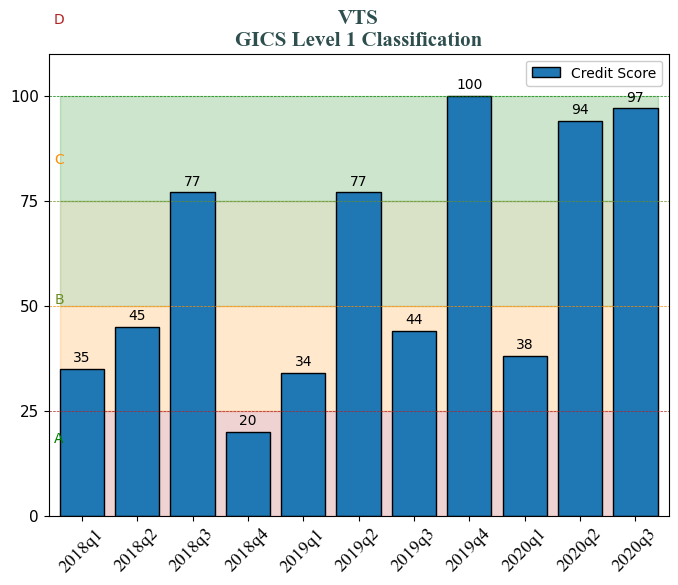 D
VTS
GICS Level 1 Classification
Credit Score
100
75
50
25
0
C
B
A
35
45
77
20
34
77
44
100
38
94
97
2018q1
2018q2
2018q3
2018q4
2019q1
2019q2
2019q3
2019q4
2020q1
2020q2
2020q3